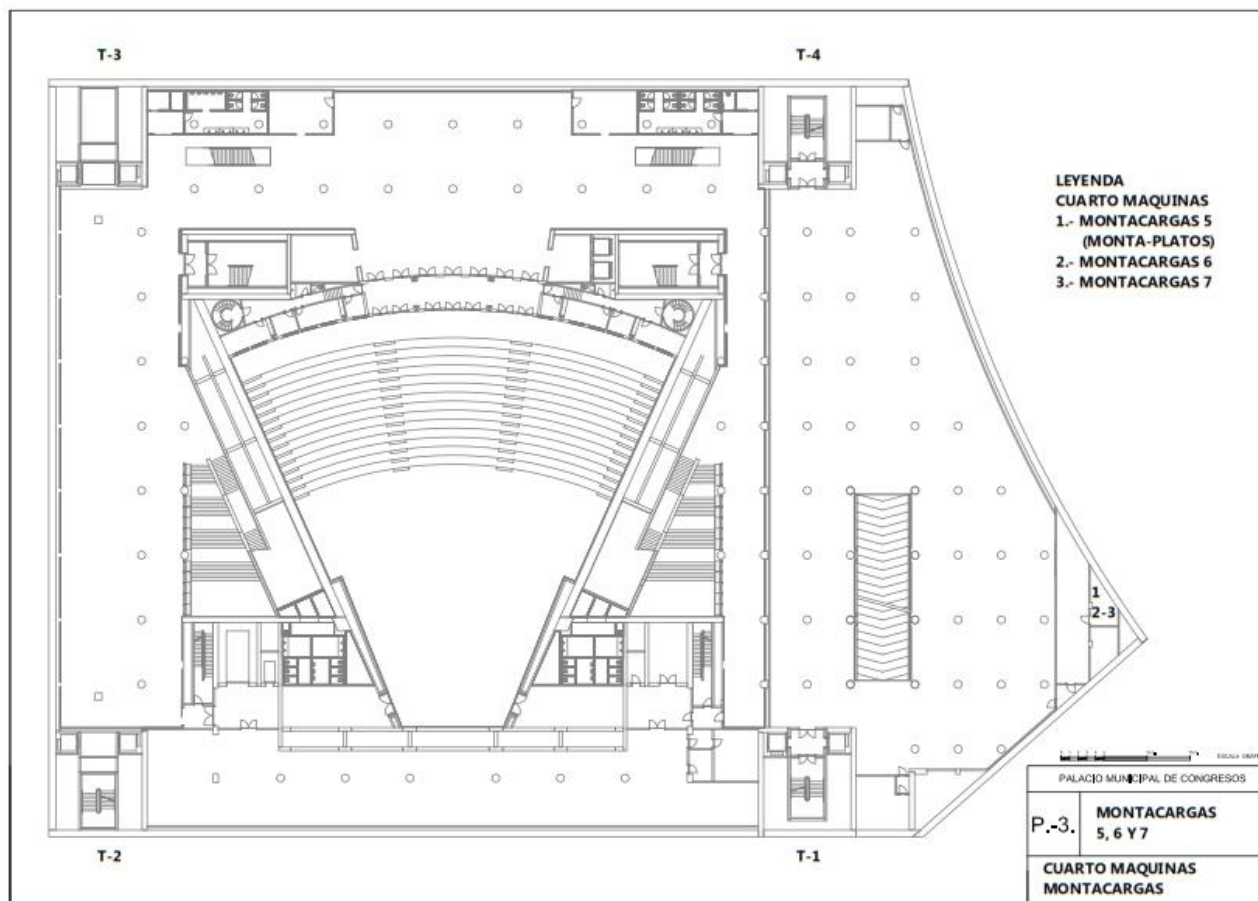 T-3
T-4
LEYENDA
CUARTO MAQUINAS
1.- MONTACARGAS 5
(MONTA-PLATOS)
2.- MONTACARGAS 6
3.- MONTACARGAS 7
1
2-3
T-2
T-1
ESCALA
PALACIO MUNICIPAL DE CONGRESOS
P.-3.
MONTACARGAS
5, 6 Y 7
CUARTO MAQUINAS
MONTACARGAS